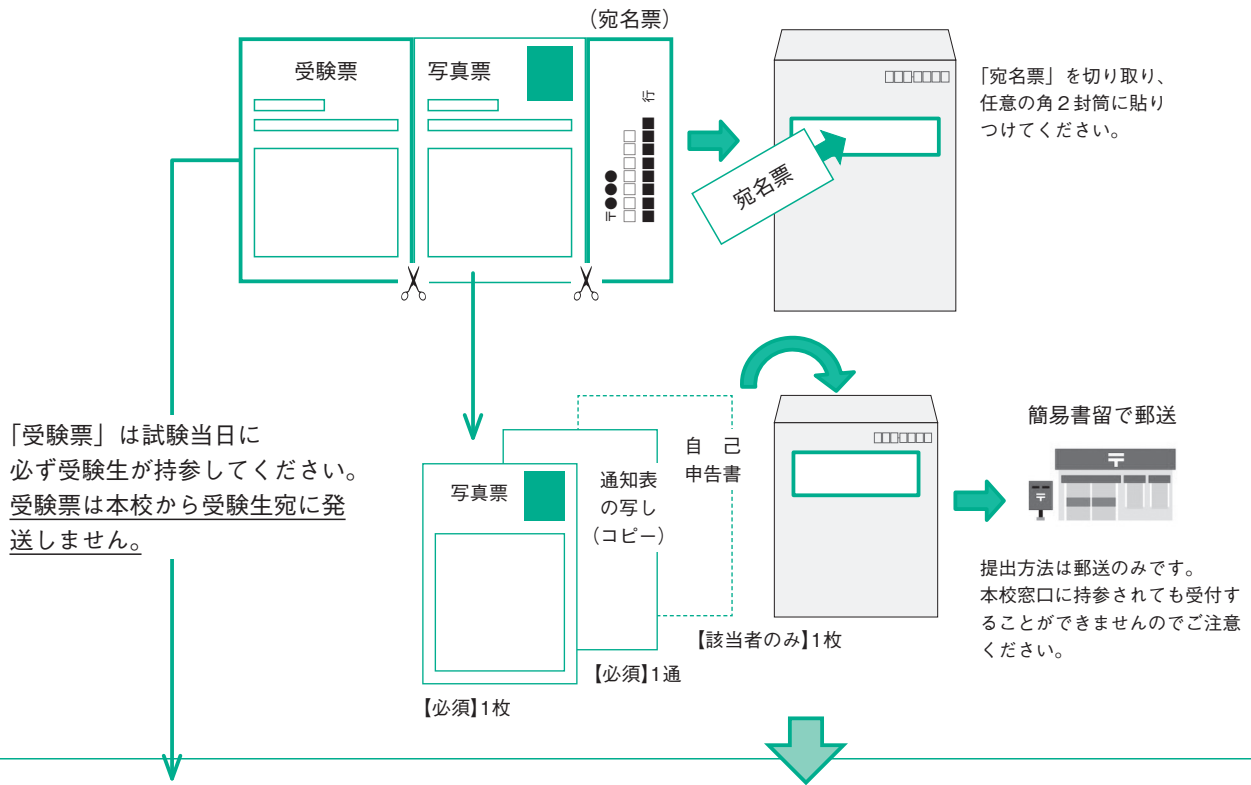 (宛名票)
受験票
写真票
〒●●●
□□□□□□□
■■■■■■■■ 行
宛名票
「宛名票」を切り取り、
任意の角2封筒に貼り
つけてください。
「受験票」は試験当日に
必ず受験生が持参してください。
受験票は本校から受験生宛に発
送しません。
写真票
【必須】1枚
通知表
の写し
(コピー)
【必須】1通
自 己
申告書
【該当者のみ】1枚
簡易書留で郵送
〒
〒
提出方法は郵送のみです。
本校窓口に持参されても受付す
ることができませんのでご注意
ください。